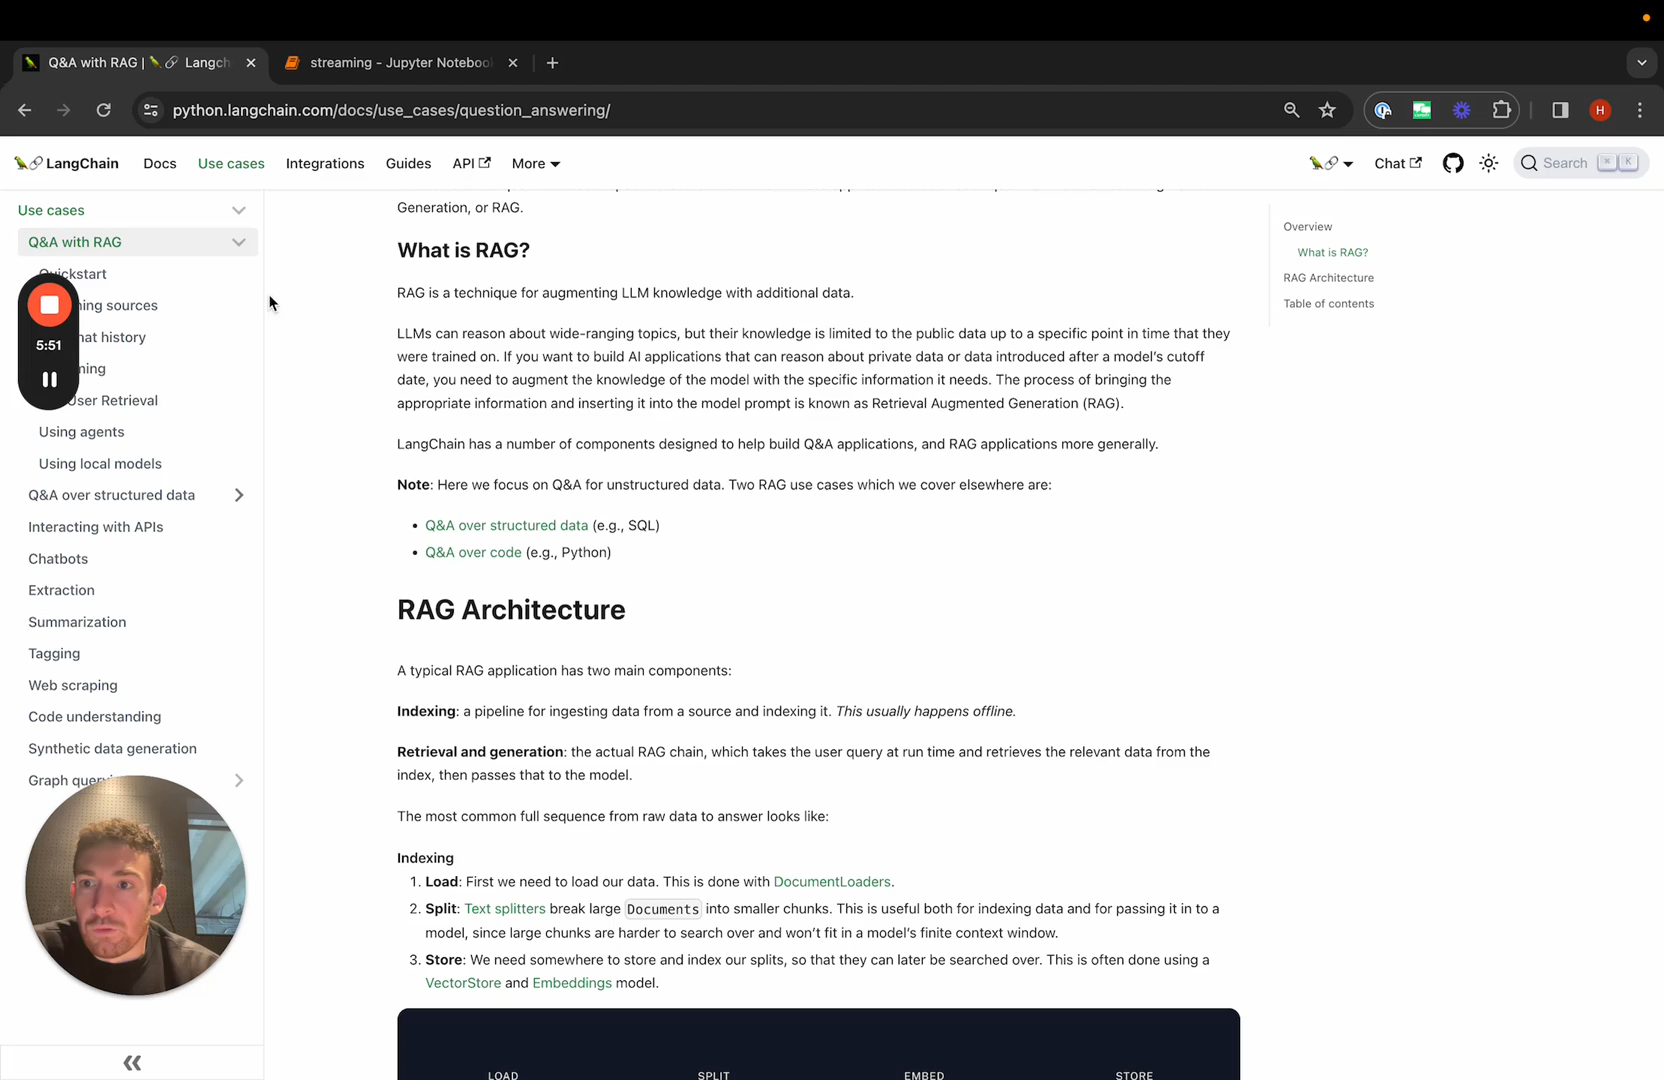 Q&A with RAG | Langch
streaming - Jupyter Notebook
python.langchain.com/docs/use_cases/question_answering/
H
LangChain Docs Use cases Integrations Guides API More Chat Search ⌘ K
Use cases
Q&A with RAG
Quickstart
ning sources
hat history
ning
User Retrieval
Using agents
Using local models
Q&A over structured data
Interacting with APIs
Chatbots
Extraction
Summarization
Tagging
Web scraping
Code understanding
Synthetic data generation
Graph
5:51
Generation, or RAG.
What is RAG?
RAG is a technique for augmenting LLM knowledge with additional data.
LLMs can reason about wide-ranging topics, but their knowledge is limited to the public data up to a specific point in time that they
were trained on. If you want to build AI applications that can reason about private data or data introduced after a model's cutoff
date, you need to augment the knowledge of the model with the specific information it needs. The process of bringing the
appropriate information and inserting it into the model prompt is known as Retrieval Augmented Generation (RAG).
LangChain has a number of components designed to help build Q&A applications, and RAG applications more generally.
Note: Here we focus on Q&A for unstructured data. Two RAG use cases which we cover elsewhere are:
• Q&A over structured data (e.g., SQL)
• Q&A over code (e.g., Python)
RAG Architecture
A typical RAG application has two main components:
Indexing: a pipeline for ingesting data from a source and indexing it. This usually happens offline.
Retrieval and generation: the actual RAG chain, which takes the user query at run time and retrieves the relevant data from the
index, then passes that to the model.
The most common full sequence from raw data to answer looks like:
Indexing
1. Load: First we need to load our data. This is done with DocumentLoaders.
2. Split: Text splitters break large Documents into smaller chunks. This is useful both for indexing data and for passing it in to a
model, since large chunks are harder to search over and won't fit in a model's finite context window.
3. Store: We need somewhere to store and index our splits, so that they can later be searched over. This is often done using a
VectorStore and Embeddings model.
LOAD SPLIT EMBED STORE
Overview
What is RAG?
RAG Architecture
Table of contents